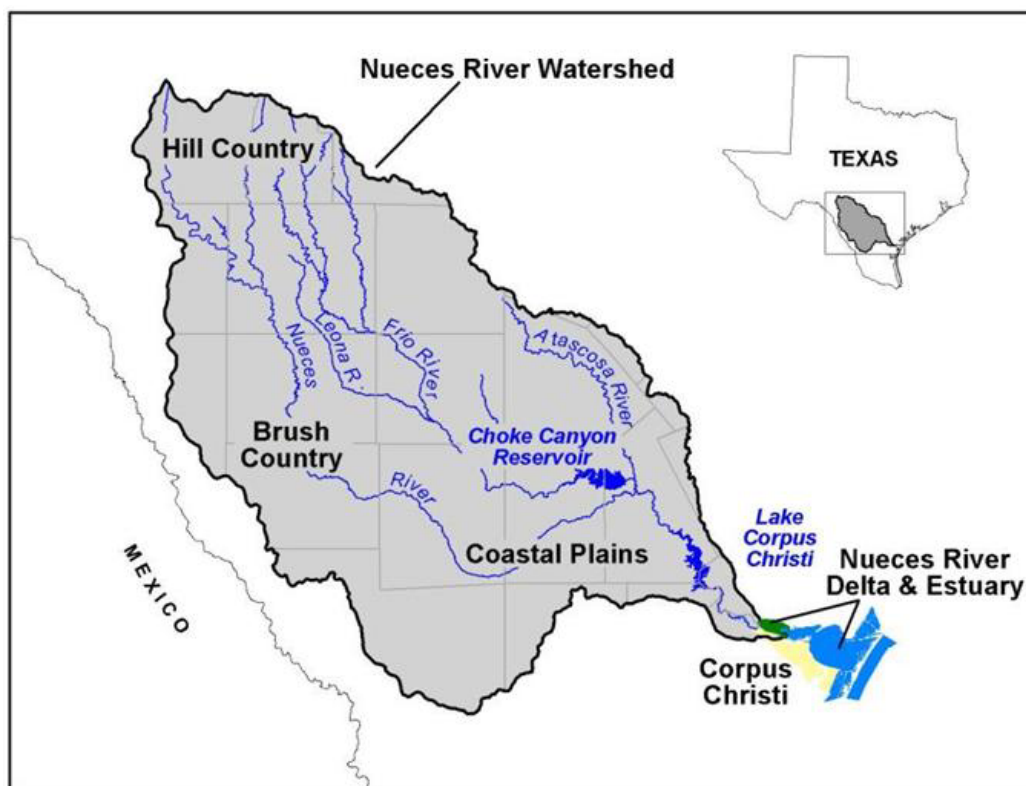 Nueces River Watershed
Hill Country
TEXAS
Nueces
Leona R.
Frio River
Atascosa River
Brush
Country
Choke Canyon
Reservoir
River
Coastal Plains
Lake
Corpus
Christi
Nueces River
Delta & Estuary
MEXICO
Corpus
Christi